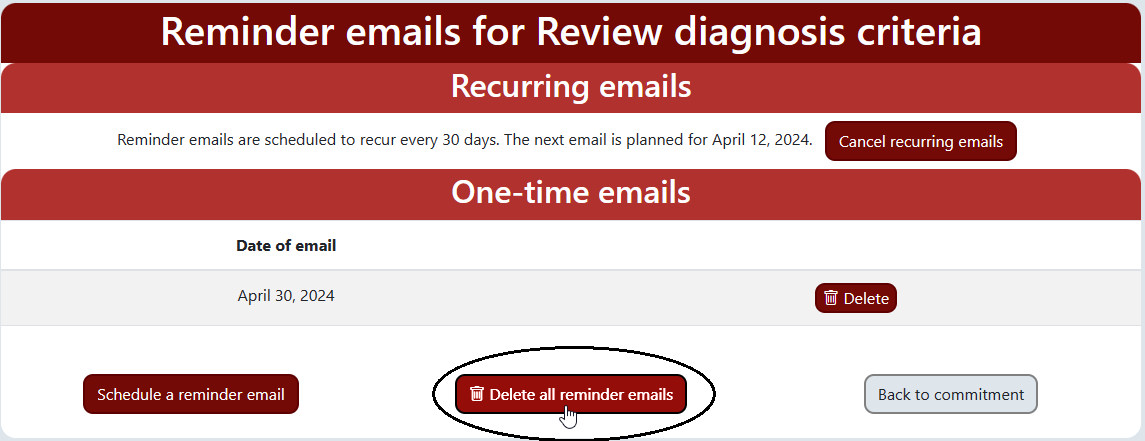 Reminder emails for Review diagnosis criteria
Recurring emails
Reminder emails are scheduled to recur every 30 days. The next email is planned for April 12, 2024.
Cancel recurring emails
One-time emails
Date of email
April 30, 2024
Delete
Schedule a reminder email
Delete all reminder emails
Back to commitment